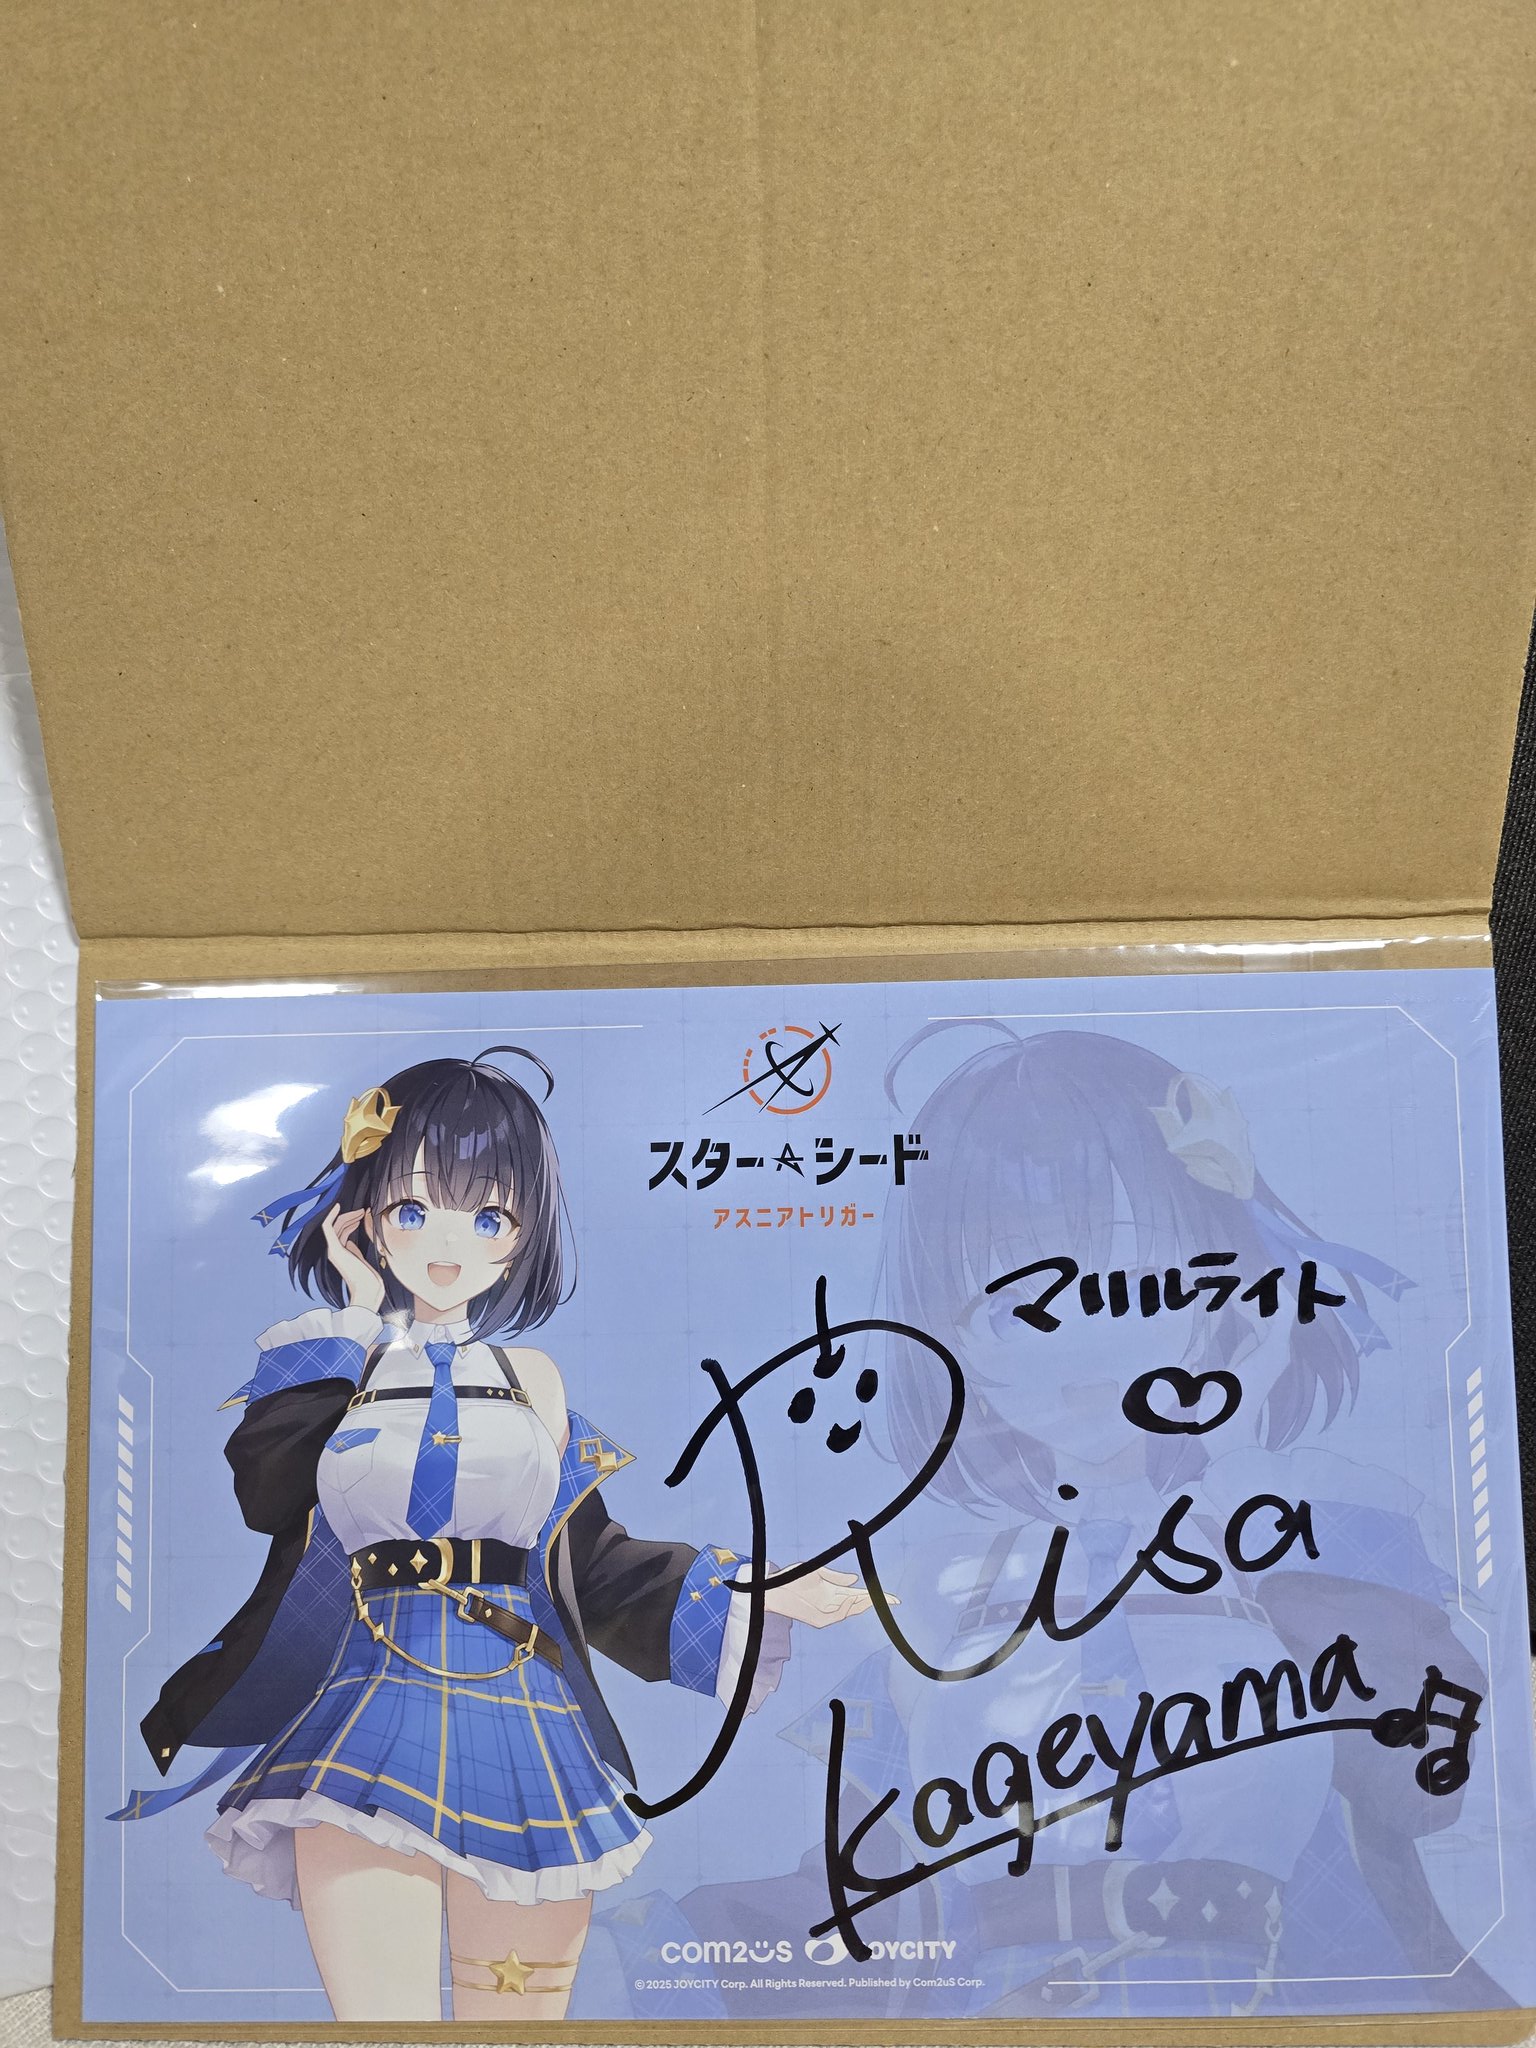 スター★シード
アスニアトリガー
マリルルライト
Risa
Kageyama
COM2US JOYCITY
© 2025 JOYCITY Corp. All Rights Reserved. Published by Com2uS Corp.